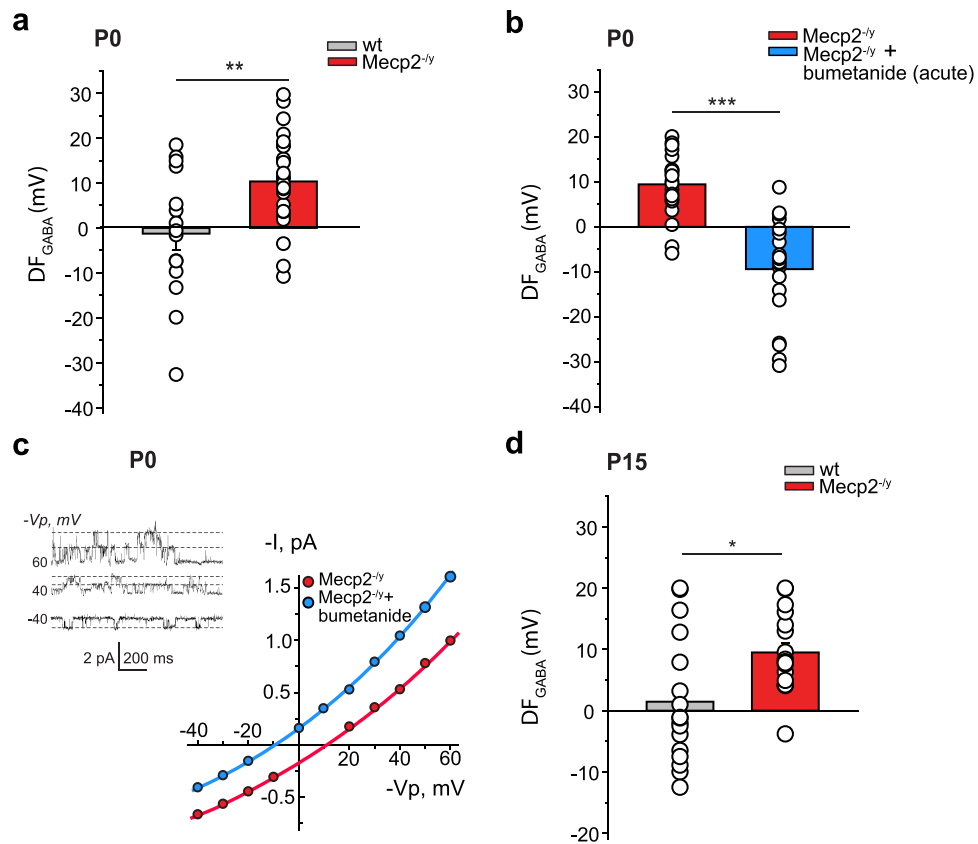 a
P0
wt
Mecp2-/y
**
30
20
10
0
-10
-20
-30
-40
DFGABA (mV)
b
P0
Mecp2-/y
Mecp2-/y +
bumetanide (acute)
***
30
20
10
0
-10
-20
-30
-40
DFGABA (mV)
c
P0
-Vp, mV
60
40
-40
2 pA 200 ms
-I, pA
Mecp2-/y
Mecp2-/y+
bumetanide
1.5
1.0
0.5
-0.5
-40 -20 20 40 60
-Vp, mV
d
P15
wt
Mecp2-/y
*
30
20
10
0
-10
-20
DFGABA (mV)